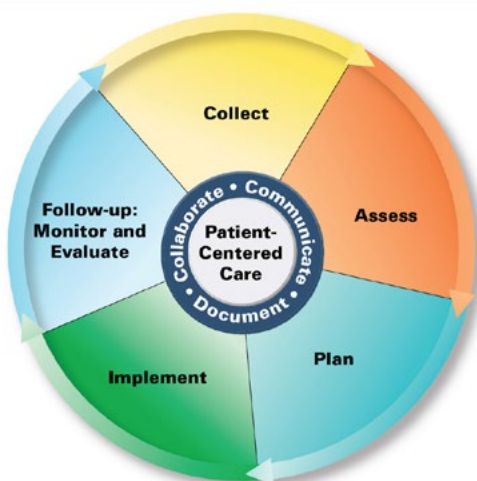 Collect
Assess
Plan
Implement
Follow-up:
Monitor and
Evaluate
Collaborate • Communicate
• Document •
Patient-
Centered
Care